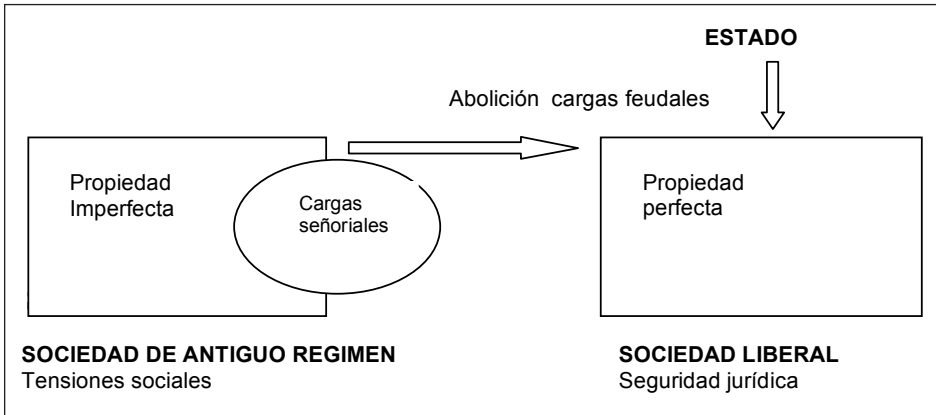 ESTADO
Abolición cargas feudales
Propiedad
Imperfecta
Cargas
señoriales
Propiedad
perfecta
SOCIEDAD DE ANTIGUO REGIMEN
Tensiones sociales
SOCIEDAD LIBERAL
Seguridad jurídica